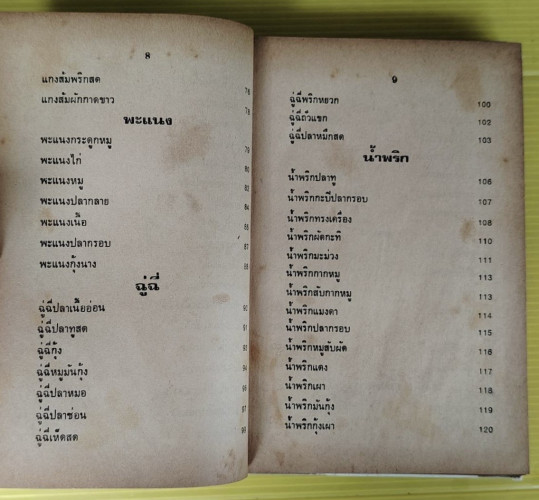 8
แกงส้มพริกสด 76
แกงส้มผักกาดขาว 78
พะแนง
พะแนงกระดูกหมู 79
พะแนงไก่ 80
พะแนงหมู 82
พะแนงปลากลาย 84
พะแนงเนื้อ 85
พะแนงปลากรอบ 87
พะแนงกุ้งนาง 88
ฉู่ฉี่
ฉู่ฉี่ปลาเนื้ออ่อน 90
ฉู่ฉี่ปลาทูสด 91
ฉู่ฉี่กุ้ง
ฉู่ฉี่หมูมันกุ้ง 94
ฉู่ฉี่ปลาหมอ
ฉู่ฉี่ปลาช่อน 97
ฉู่ฉี่เห็ดสด
9
ฉู่ฉี่พริกหยวก 100
ฉู่ฉี่ถั่วแขก 102
ฉู่ฉี่ปลาหมึกสด 103
น้ำพริก
น้ำพริกปลาทู 106
น้ำพริกกะปิปลากรอบ 107
น้ำพริกทรงเครื่อง 108
น้ำพริกผัดกะทิ 110
น้ำพริกมะม่วง 111
น้ำพริกกากหมู 113
น้ำพริกสับกากหมู 113
น้ำพริกแมงดา 114
น้ำพริกปลากรอบ 115
น้ำพริกหมูสับผัด 116
น้ำพริกแดง 117
น้ำพริกเผา 118
น้ำพริกมันกุ้ง 119
น้ำพริกกุ้งเผา 120